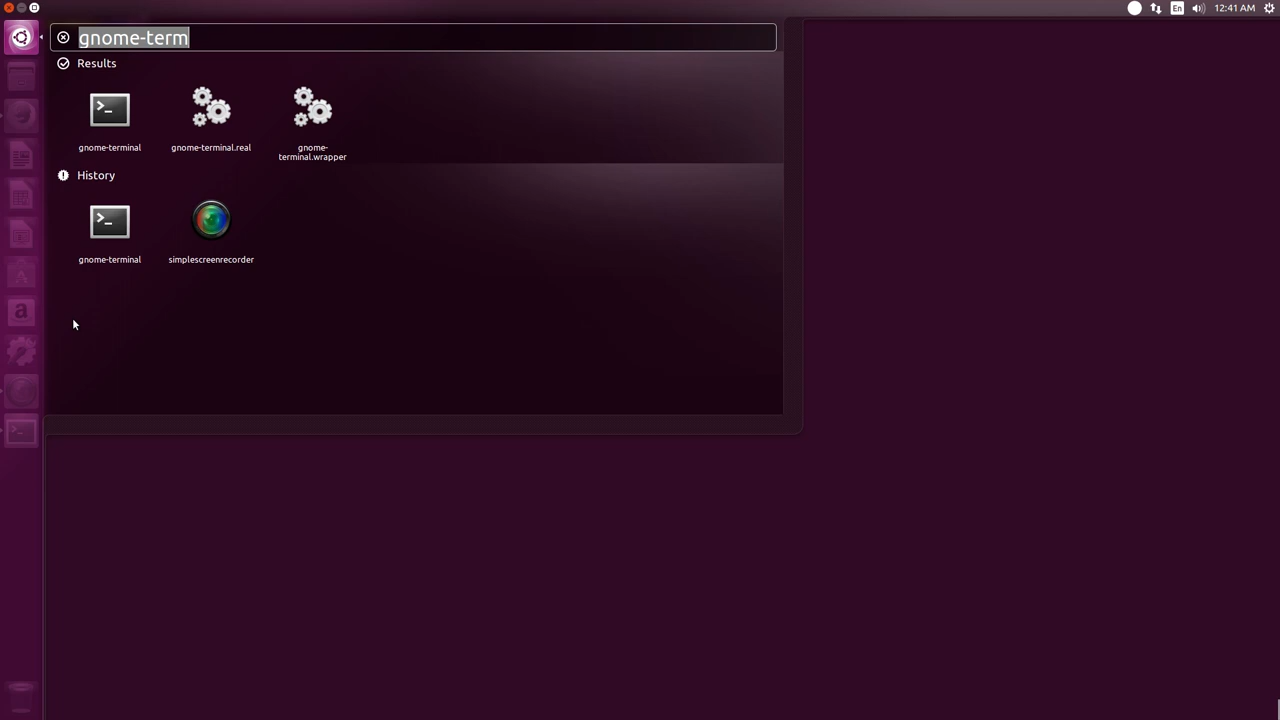 En
12:41 AM
gnome-term
Results
gnome-terminal
gnome-terminal.real
gnome-
terminal.wrapper
History
gnome-terminal
simplescreenrecorder